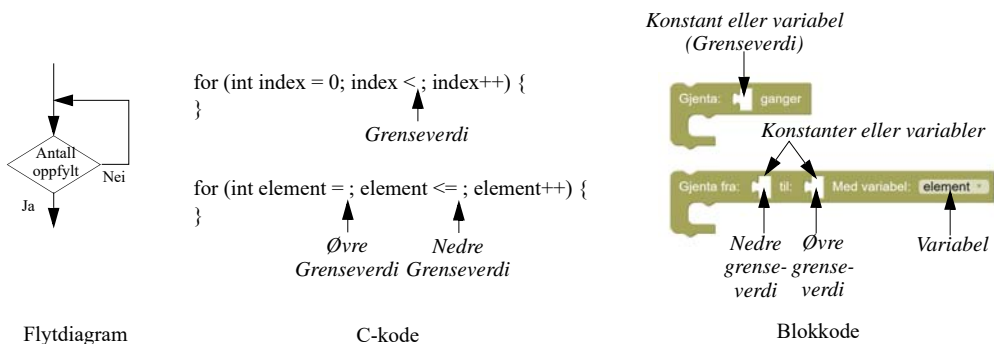 Antall
oppfylt
Nei
Ja
Flytdiagram
for (int index = 0; index < ; index++) {
}
Grenseverdi
for (int element = ; element <= ; element++) {
}
Øvre
Grenseverdi
Nedre
Grenseverdi
C-kode
Konstant eller variabel
(Grenseverdi)
Gjenta: ganger
Konstanter eller variabler
Gjenta fra: til: Med variabel: element
Nedre
grense-
verdi
Øvre
grense-
verdi
Variabel
Blokkode